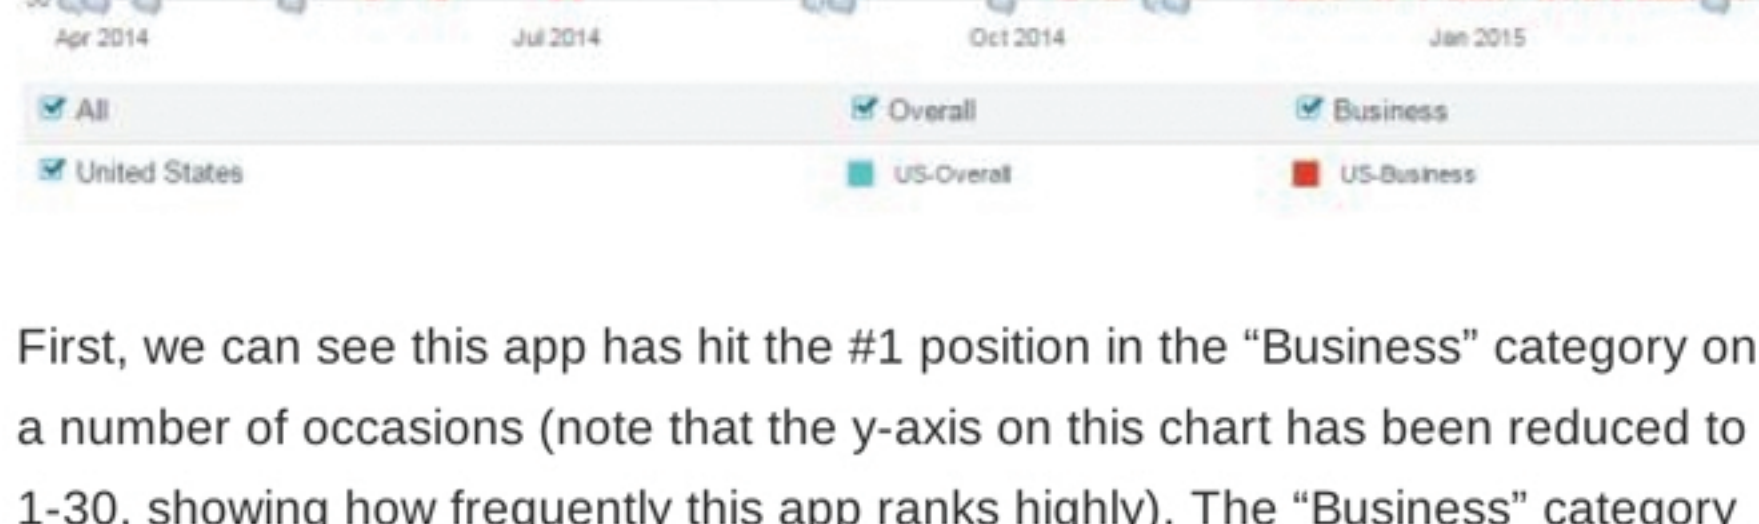 Apr 2014 Jul 2014 Oct 2014 Jan 2015
All Overall Business
United States US-Overall US-Business
First, we can see this app has hit the #1 position in the “Business” category on
a number of occasions (note that the y-axis on this chart has been reduced to
1-30, showing how frequently this app ranks highly). The “Business” category